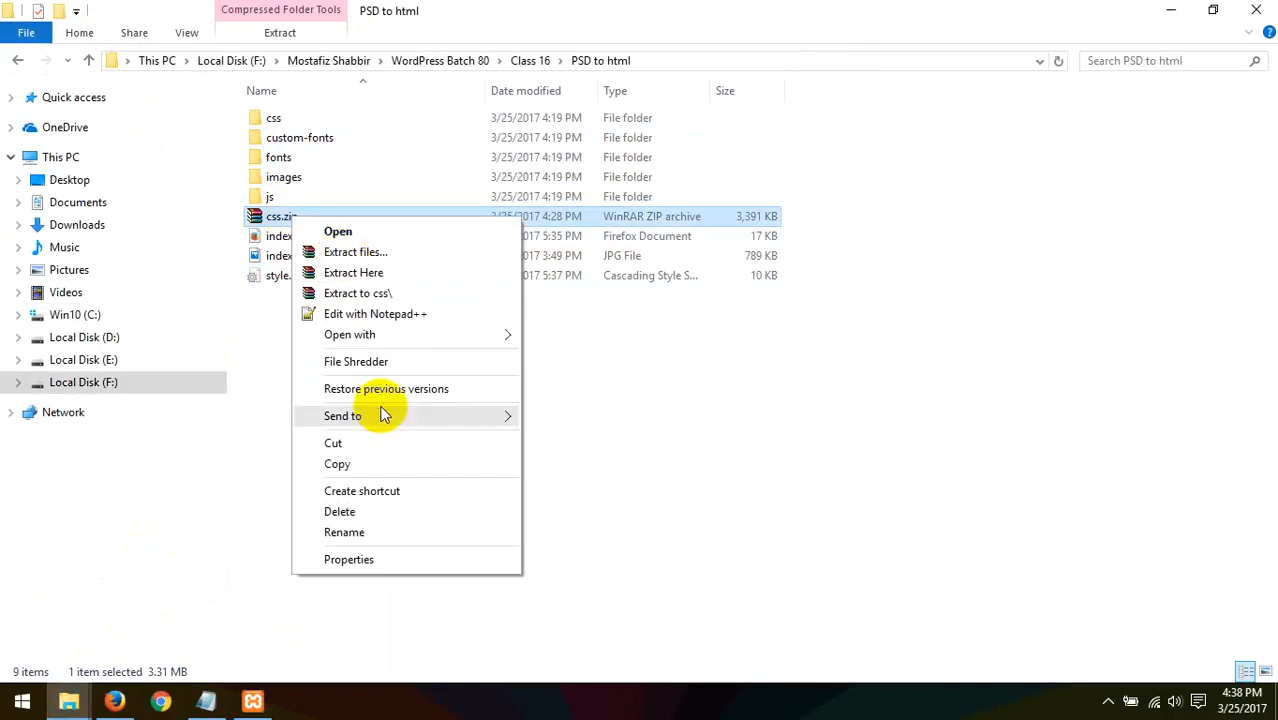 Compressed Folder Tools
PSD to html
File
Home
Share
View
Extract
This PC
Local Disk (F:)
Mostafiz Shabbir
WordPress Batch 80
Class 16
PSD to html
Search PSD to html
Name
Date modified
Type
Size
Quick access
OneDrive
This PC
Desktop
Documents
Downloads
Music
Pictures
Videos
Win10 (C:)
Local Disk (D:)
Local Disk (E:)
Local Disk (F:)
Network
css 3/25/2017 4:19 PM File folder
custom-fonts 3/25/2017 4:19 PM File folder
fonts 3/25/2017 4:19 PM File folder
images 3/25/2017 4:19 PM File folder
js 3/25/2017 4:19 PM File folder
css.zip 3/25/2017 4:28 PM WinRAR ZIP archive 3,391 KB
index 2017 5:35 PM Firefox Document 17 KB
index 2017 3:49 PM JPG File 789 KB
style. 2017 5:37 PM Cascading Style S... 10 KB
Open
Extract files...
Extract Here
Extract to css\
Edit with Notepad++
Open with
File Shredder
Restore previous versions
Send to
Cut
Copy
Create shortcut
Delete
Rename
Properties
9 items 1 item selected 3.31 MB
4:38 PM
3/25/2017